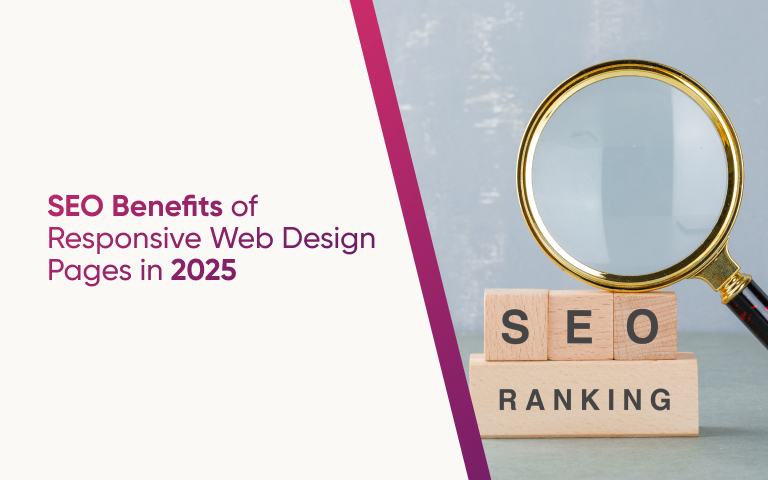 SEO Benefits of
Responsive Web Design
Pages in 2025
SEO
RANKING